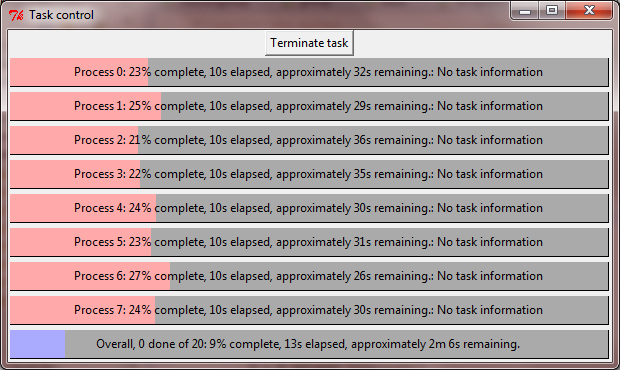 Task control
Terminate task
Process 0: 23% complete, 10s elapsed, approximately 32s remaining.: No task information
Process 1: 25% complete, 10s elapsed, approximately 29s remaining.: No task information
Process 2: 21% complete, 10s elapsed, approximately 36s remaining.: No task information
Process 3: 22% complete, 10s elapsed, approximately 35s remaining.: No task information
Process 4: 24% complete, 10s elapsed, approximately 30s remaining.: No task information
Process 5: 23% complete, 10s elapsed, approximately 31s remaining.: No task information
Process 6: 27% complete, 10s elapsed, approximately 26s remaining.: No task information
Process 7: 24% complete, 10s elapsed, approximately 30s remaining.: No task information
Overall, 0 done of 20: 9% complete, 13s elapsed, approximately 2m 6s remaining.